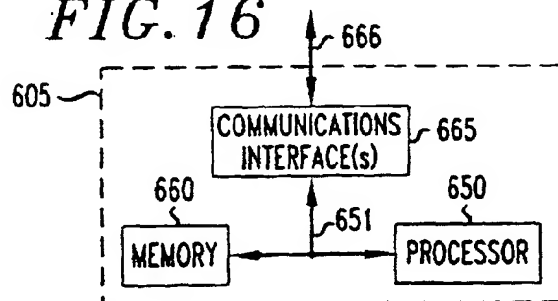 FIG. 16
666
605
COMMUNICATIONS
INTERFACE(s)
665
660
650
651
MEMORY
PROCESSOR